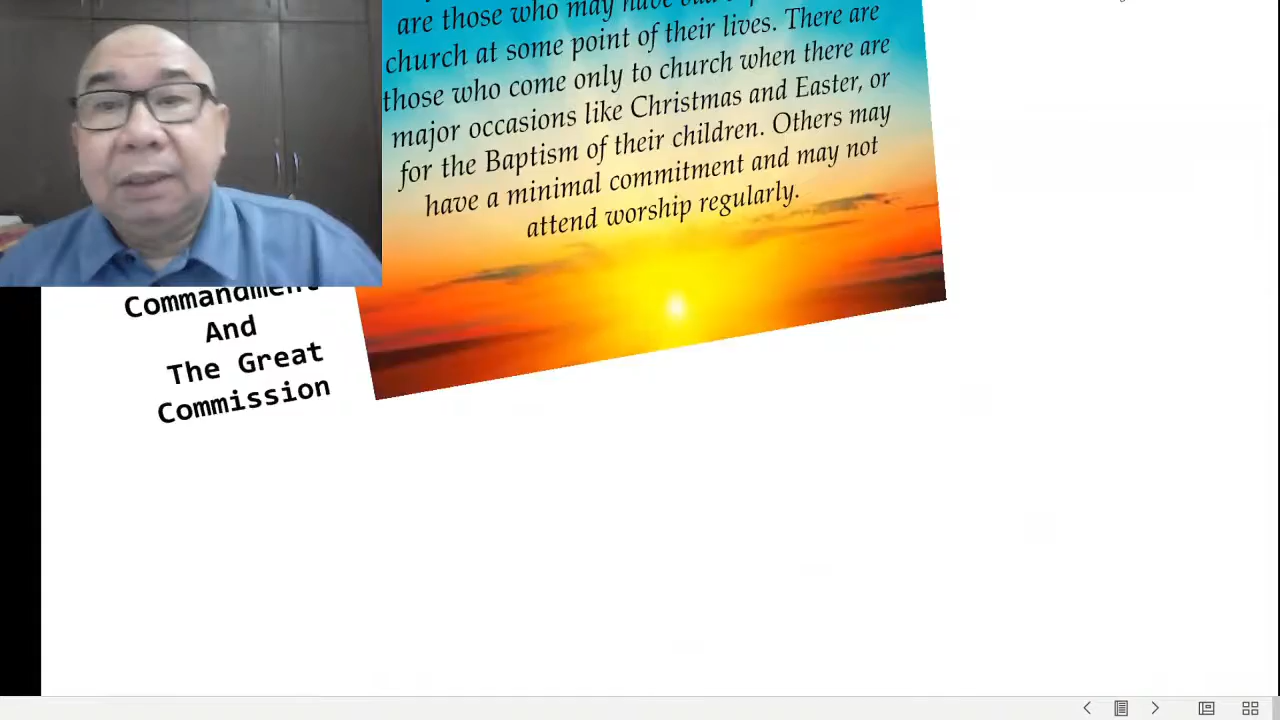 are those who may have
church at some point of their lives. There are
those who come only to church when there are
major occasions like Christmas and Easter, or
for the Baptism of their children. Others may
have a minimal commitment and may not
attend worship regularly.
Commandment
And
The Great
Commission